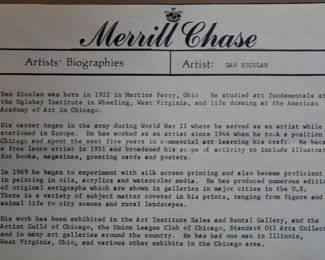 Merrill Chase
Artists' Biographies
Artist: DAN SICULAN
Dan Siculan was born in 1922 in Martins Ferry, Ohio He studied art fundamentals at
the Oglebay Institute in Wheeling, West Virginia, and life drawing at the American
Academy of Art in Chicago.
His career began in the army during World War II where he served as an artist while
stationed in Europe. He has worked as an artist since 1946 when he took a position
Chicago and spent the next five years in commercial art learning his craft. He became
a free lance artist in 1951 and broadened his scope of activity to include illustrat
for books, magazines, greeting cards and posters.
In 1969 he began to experiment with silk screen printing and also became proficient
in painting in oils, acrylics and watercolor media. He has produced numerous edition
of original serigraphs which are shown in galleries in major cities in the U.S.
There is a variety of subject matter covered in his prints, ranging from figure and
animal life to city scenes and rural landscapes.
His work has been exhibited in the Art Institute Sales and Rental Gallery, and the
Artist Guild of Chicago, the Union League Club of Chicago, Standard Oil Arts Collect
and in many art galleries around the country. He has had one man in Illinois,
West Virginia, Ohio, and various other exhibits in the Chicago area.